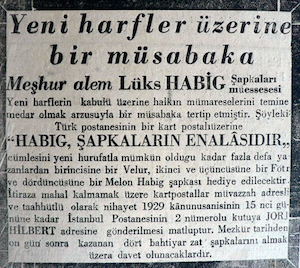 Yeni harfler üzerine
bir müsabaka
Meşhur alem Lüks HABİG Şapkaları müessesesi
Yeni harflerin kabulü üzerine halkın mümareselerini temine
medar olmak arzusıyla bir müsabaka tertip etmiştir. Şöyleki:
Türk postanesinin bir kart postalı üzerine
"HABIG, ŞAPKALARIN ENALÂSIDIR„
cümlesini yeni hurufatla mümkün olduğu kadar fazla defa ya-
zanlardan birincisine bir Velur, ikinci ve üçüncüsüne bir Fotr
ve dördüncüsüne bir Melon Habig şapkası hediye edilecektir.
İtiraza mahal kalmamak üzere kartpostallar müvazzah adresi
ve taahhütlü olarak nihayet 1929 kânunusanisinin 15 nci gü-
nüne kadar İstanbul Postanesinin 2 numerolu kutuya JORJ
HİLBERT adresine gönderilmesi matluptur. Mezkûr tarihden
on gün sonra kazanan dört bahtiyar zat şapkalarını almak
üzera davet olunacaklardır.